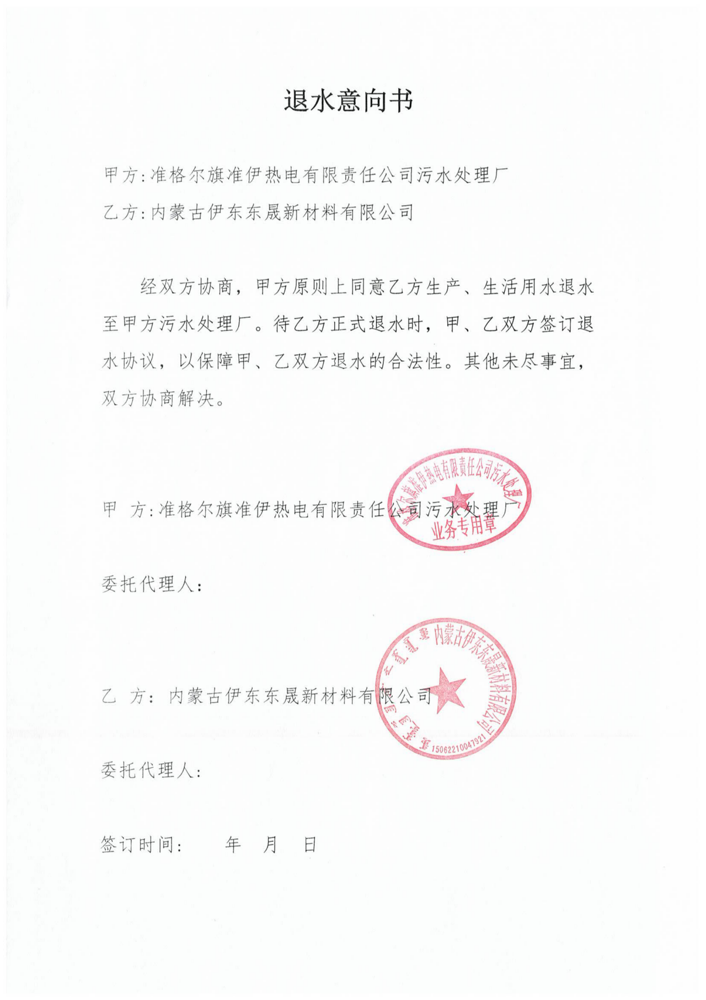 退水意向书
甲方:准格尔旗准伊热电有限责任公司污水处理厂
乙方:内蒙古伊东东晟新材料有限公司
经双方协商，甲方原则上同意乙方生产、生活用水退水
至甲方污水处理厂。待乙方正式退水时，甲、乙双方签订退
水协议，以保障甲、乙双方退水的合法性。其他未尽事宜，
双方协商解决。
准格尔旗准伊热电有限责任公司污水处理厂
甲 方:准格尔旗准伊热电有限责任公司污水处理厂
业务专用章
委托代理人：
内蒙古伊东东晟新材料有限公司
乙 方：内蒙古伊东东晟新材料有限公司
15062210047921
委托代理人:
签订时间: 年 月 日